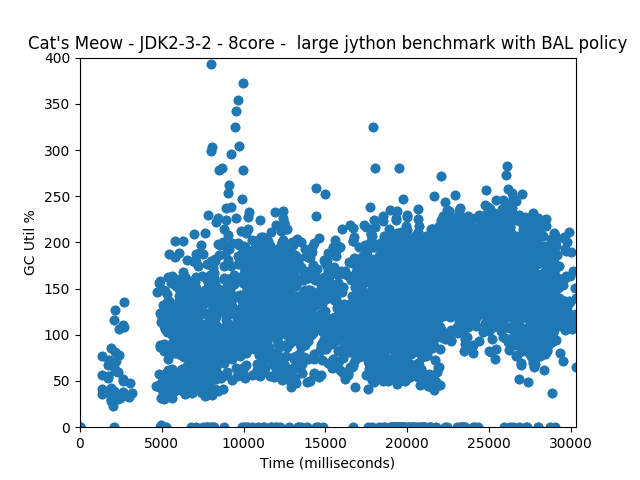 Cat's Meow - JDK2-3-2 - 8core -  large jython benchmark with BAL policy
400
350
300
250
200
150
100
50
0
GC Util %
0 5000 10000 15000 20000 25000 30000
Time (milliseconds)